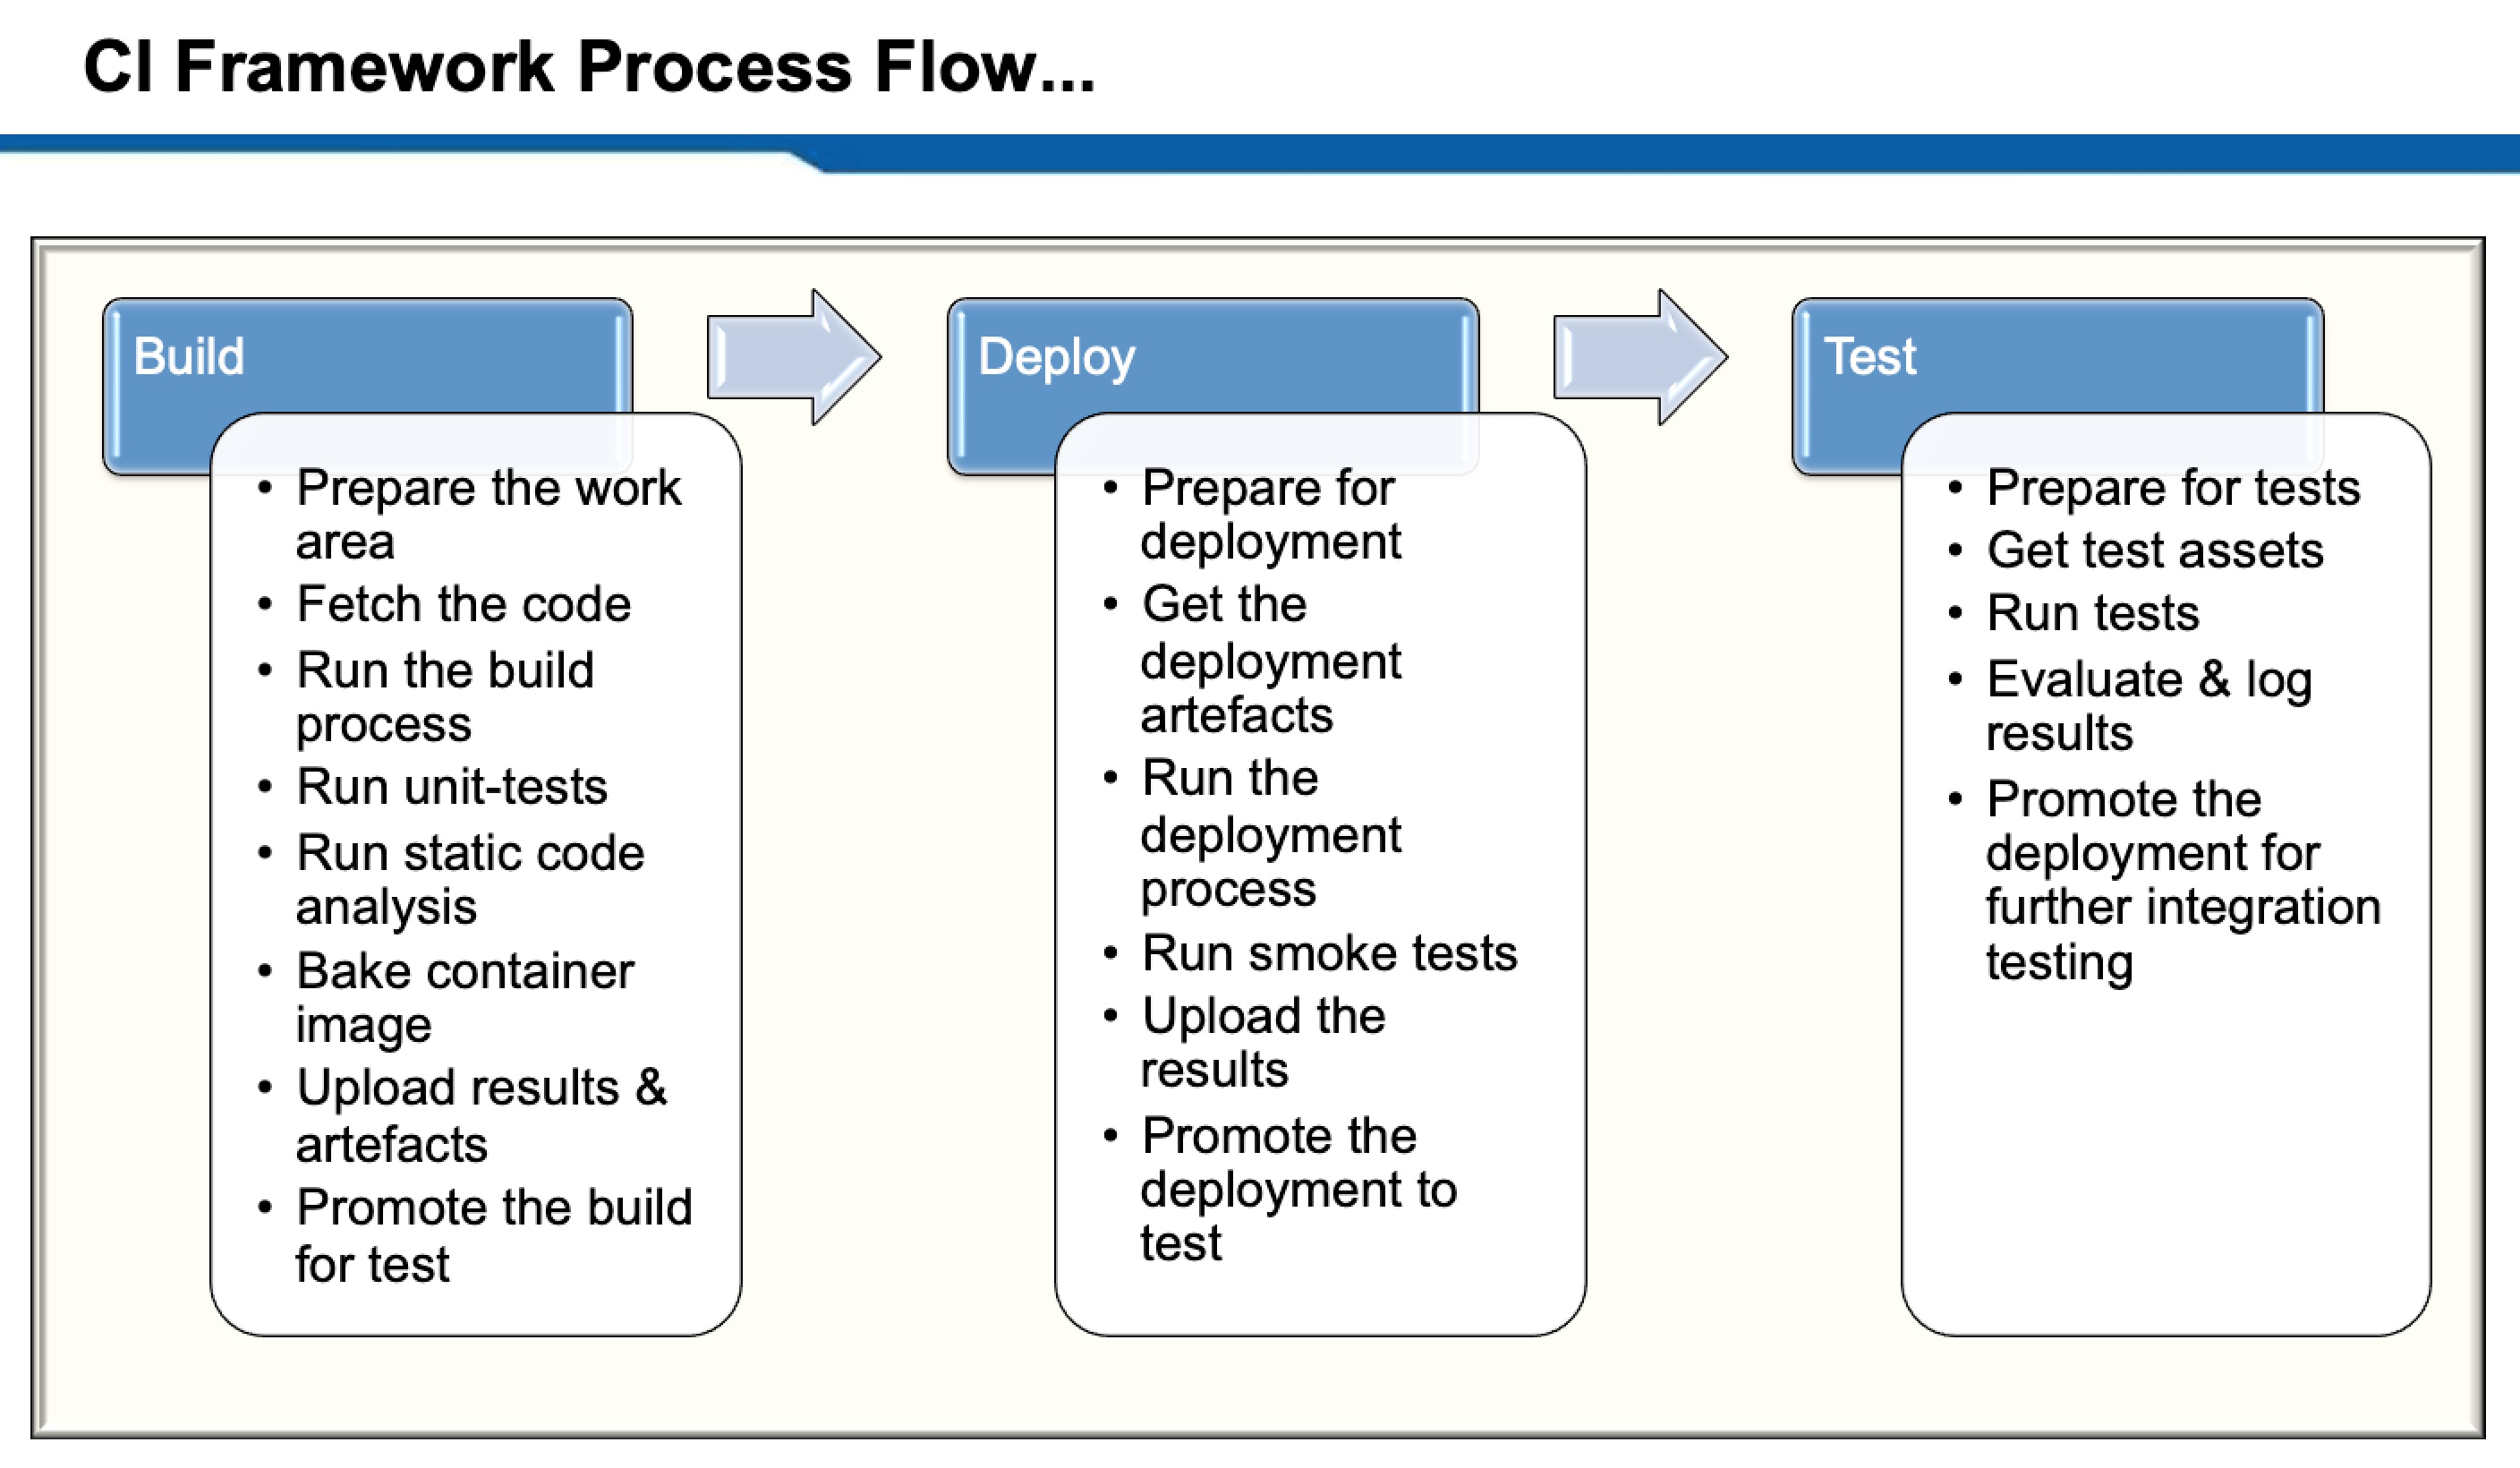 CI Framework Process Flow...
Build
• Prepare the work
area
• Fetch the code
• Run the build
process
• Run unit-tests
• Run static code
analysis
• Bake container
image
• Upload results &
artefacts
• Promote the build
for test
Deploy
• Prepare for
deployment
• Get the
deployment
artefacts
• Run the
deployment
process
• Run smoke tests
• Upload the
results
• Promote the
deployment to
test
Test
• Prepare for tests
• Get test assets
• Run tests
• Evaluate & log
results
• Promote the
deployment for
further integration
testing